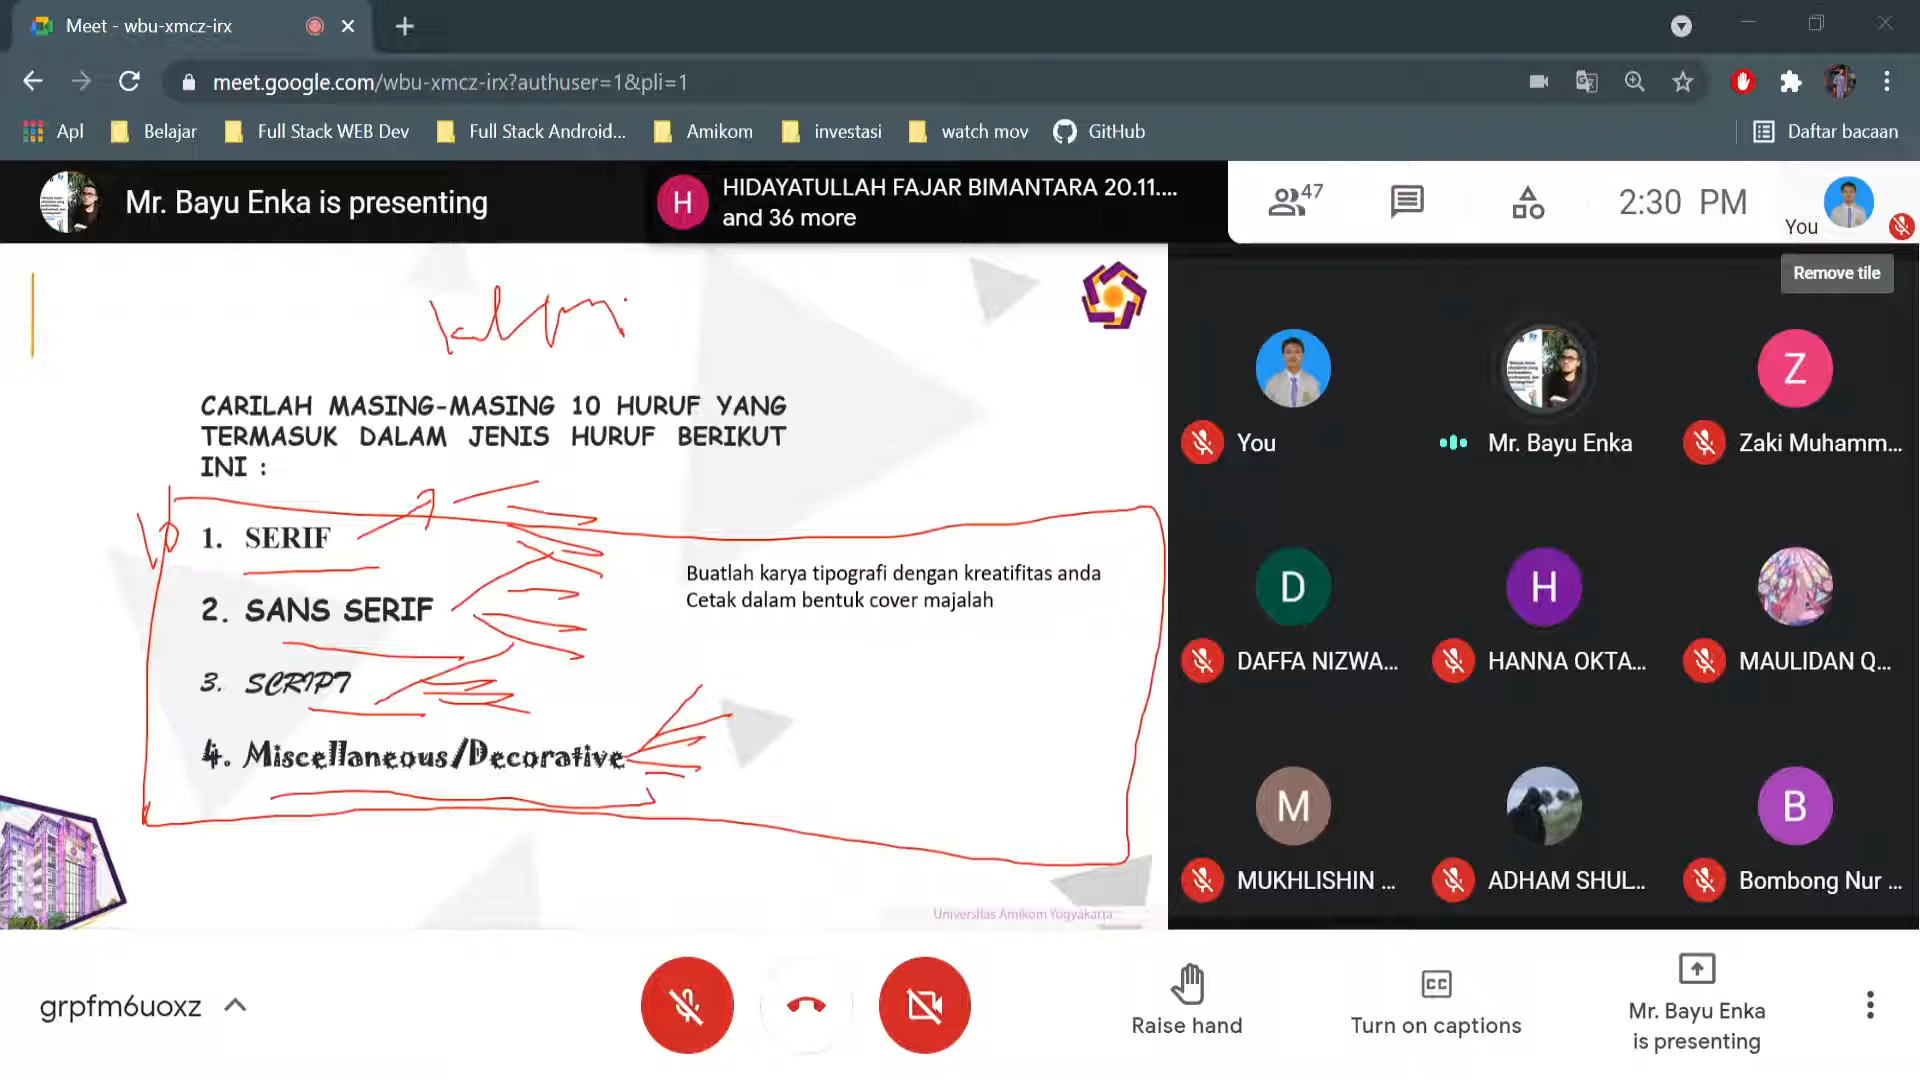 Meet - wbu-xmcz-irx
meet.google.com/wbu-xmcz-irx?authuser=1&pli=1
Apl
Belajar
Full Stack WEB Dev
Full Stack Android...
Amikom
investasi
watch mov
GitHub
Daftar bacaan
Mr. Bayu Enka is presenting
H
HIDAYATULLAH FAJAR BIMANTARA 20.11....
and 36 more
47
2:30 PM
You
Remove tile
CARILAH MASING-MASING 10 HURUF YANG
TERMASUK DALAM JENIS HURUF BERIKUT
INI :
1. SERIF
2. SANS SERIF
3. SCRIPT
4. Miscellaneous/Decorative
Buatlah karya tipografi dengan kreatifitas anda
Cetak dalam bentuk cover majalah
Universitas Amikom Yogyakarta
You
Mr. Bayu Enka
Z
Zaki Muhamm...
D
DAFFA NIZWA...
H
HANNA OKTA...
MAULIDAN Q...
M
MUKHLISHIN ...
ADHAM SHUL...
B
Bombong Nur ...
grpfm6uoxz
Raise hand
CC
Turn on captions
Mr. Bayu Enka
is presenting